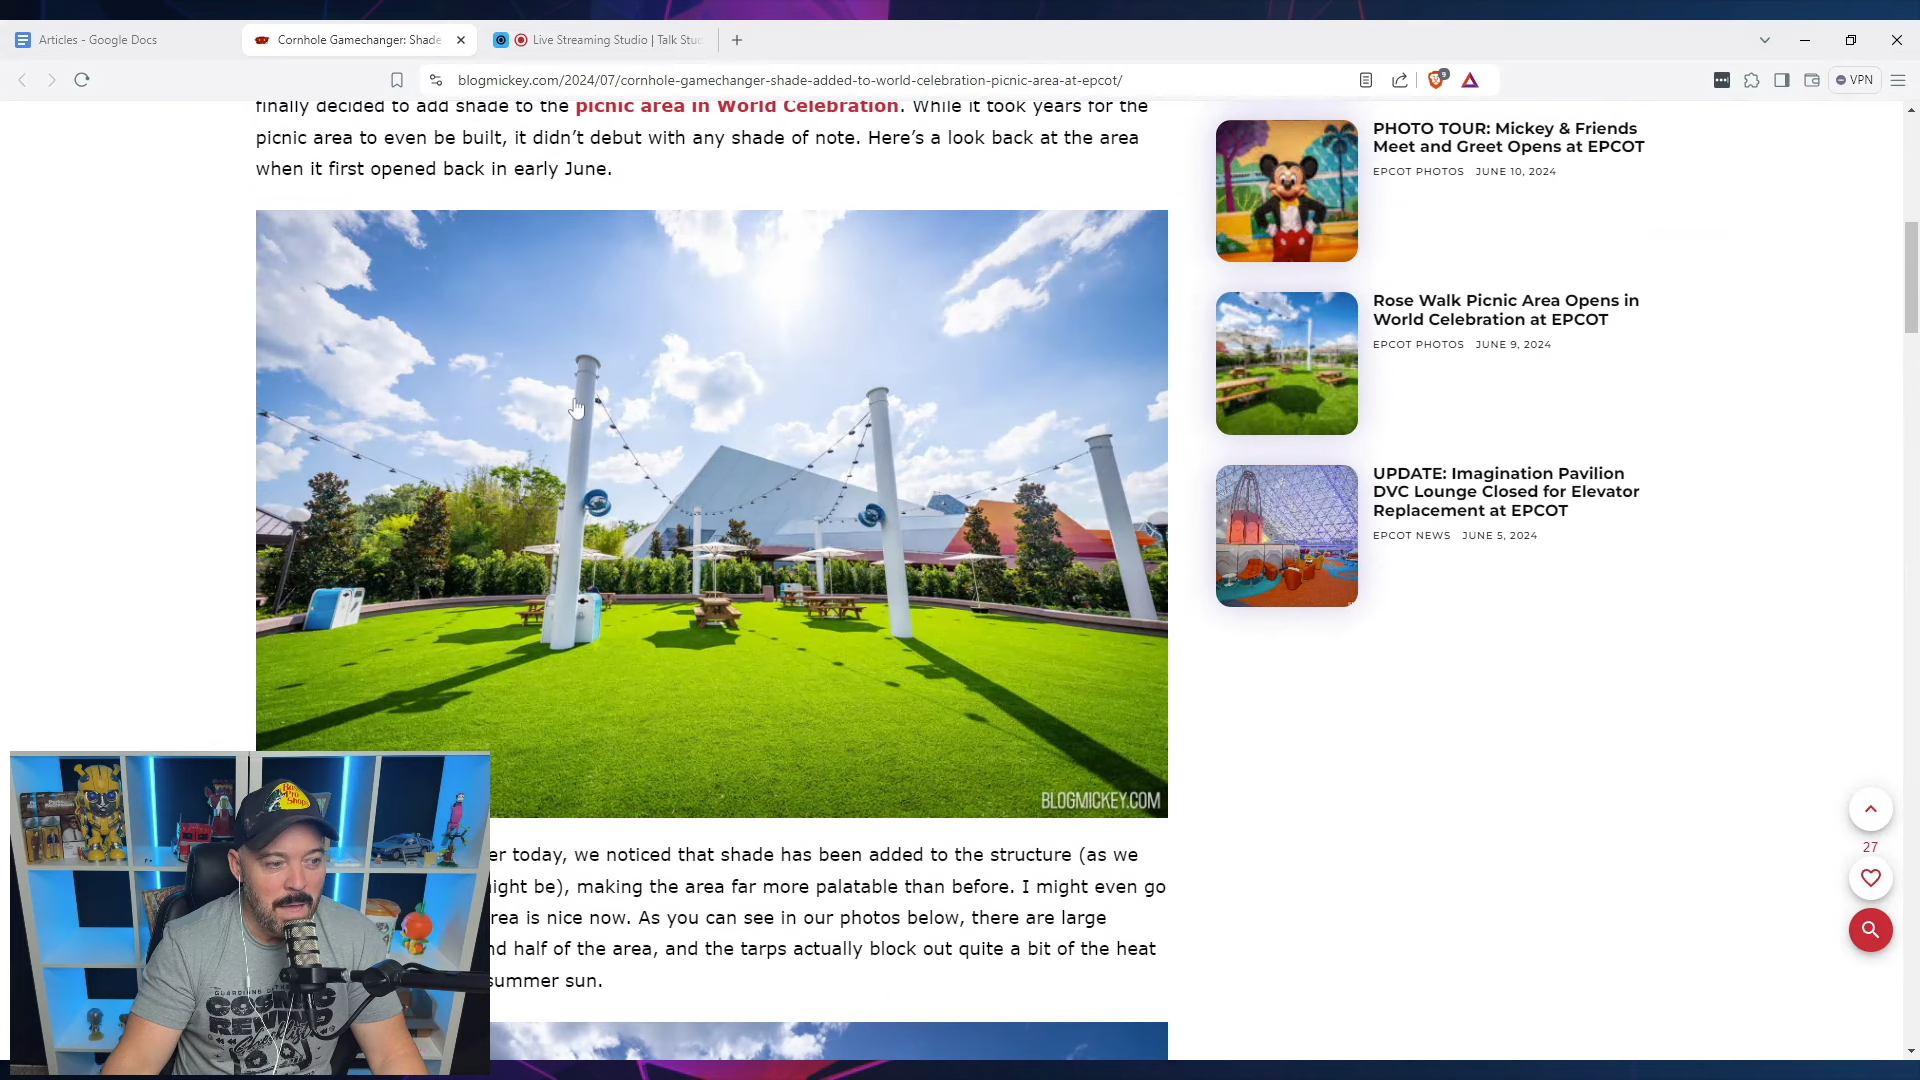 Articles - Google Docs
Cornhole Gamechanger: Shade
Live Streaming Studio | Talk Stu
blogmickey.com/2024/07/cornhole-gamechanger-shade-added-to-world-celebration-picnic-area-at-epcot/
9
VPN
finally decided to add shade to the picnic area in World Celebration. While it took years for the
picnic area to even be built, it didn’t debut with any shade of note. Here’s a look back at the area
when it first opened back in early June.
BLOGMICKEY.COM
er today, we noticed that shade has been added to the structure (as we
ight be), making the area far more palatable than before. I might even go
rea is nice now. As you can see in our photos below, there are large
nd half of the area, and the tarps actually block out quite a bit of the heat
summer sun.
PHOTO TOUR: Mickey & Friends
Meet and Greet Opens at EPCOT
EPCOT PHOTOS JUNE 10, 2024
Rose Walk Picnic Area Opens in
World Celebration at EPCOT
EPCOT PHOTOS JUNE 9, 2024
UPDATE: Imagination Pavilion
DVC Lounge Closed for Elevator
Replacement at EPCOT
EPCOT NEWS JUNE 5, 2024
27
Bass
Pro Shops
COSMIC
REWIND